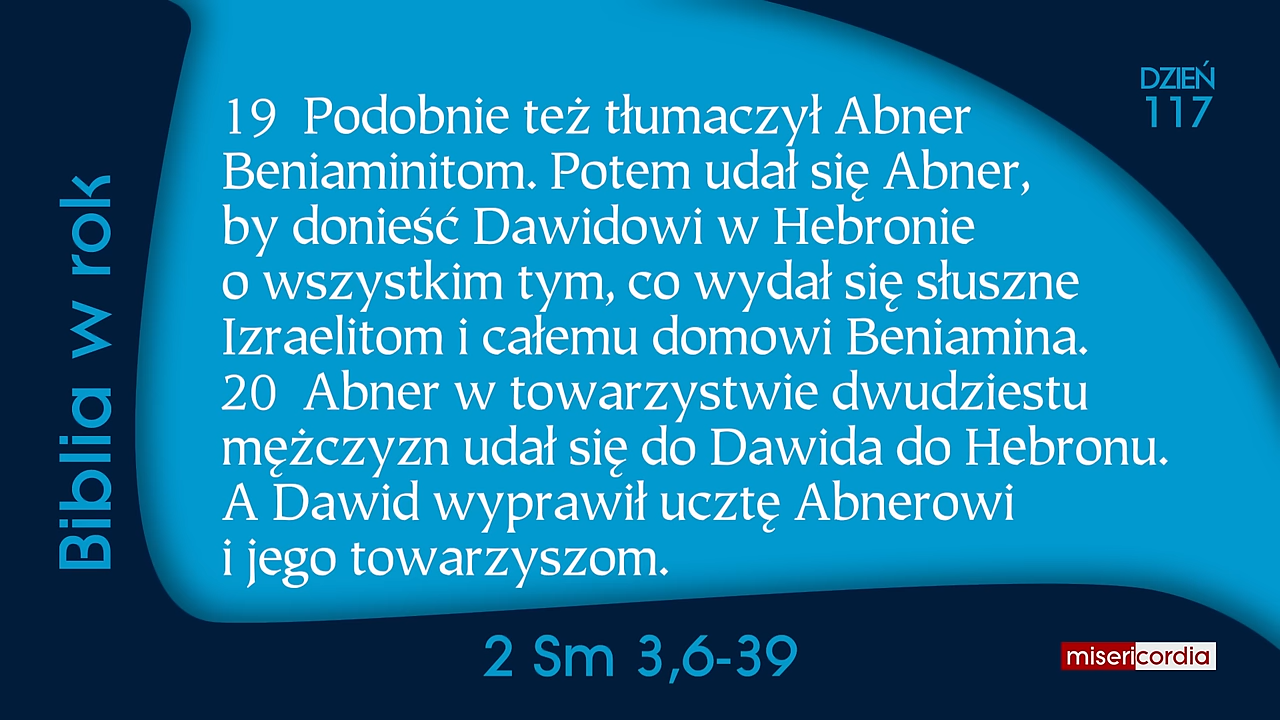 DZIEŃ
117
Biblia w rok
19 Podobnie też tłumaczył Abner
Beniaminitom. Potem udał się Abner,
by donieść Dawidowi w Hebronie
o wszystkim tym, co wydał się słuszne
Izraelitom i całemu domowi Beniamina.
20 Abner w towarzystwie dwudziestu
mężczyzn udał się do Dawida do Hebronu.
A Dawid wyprawił ucztę Abnerowi
i jego towarzyszom.
2 Sm 3,6-39
misericordia